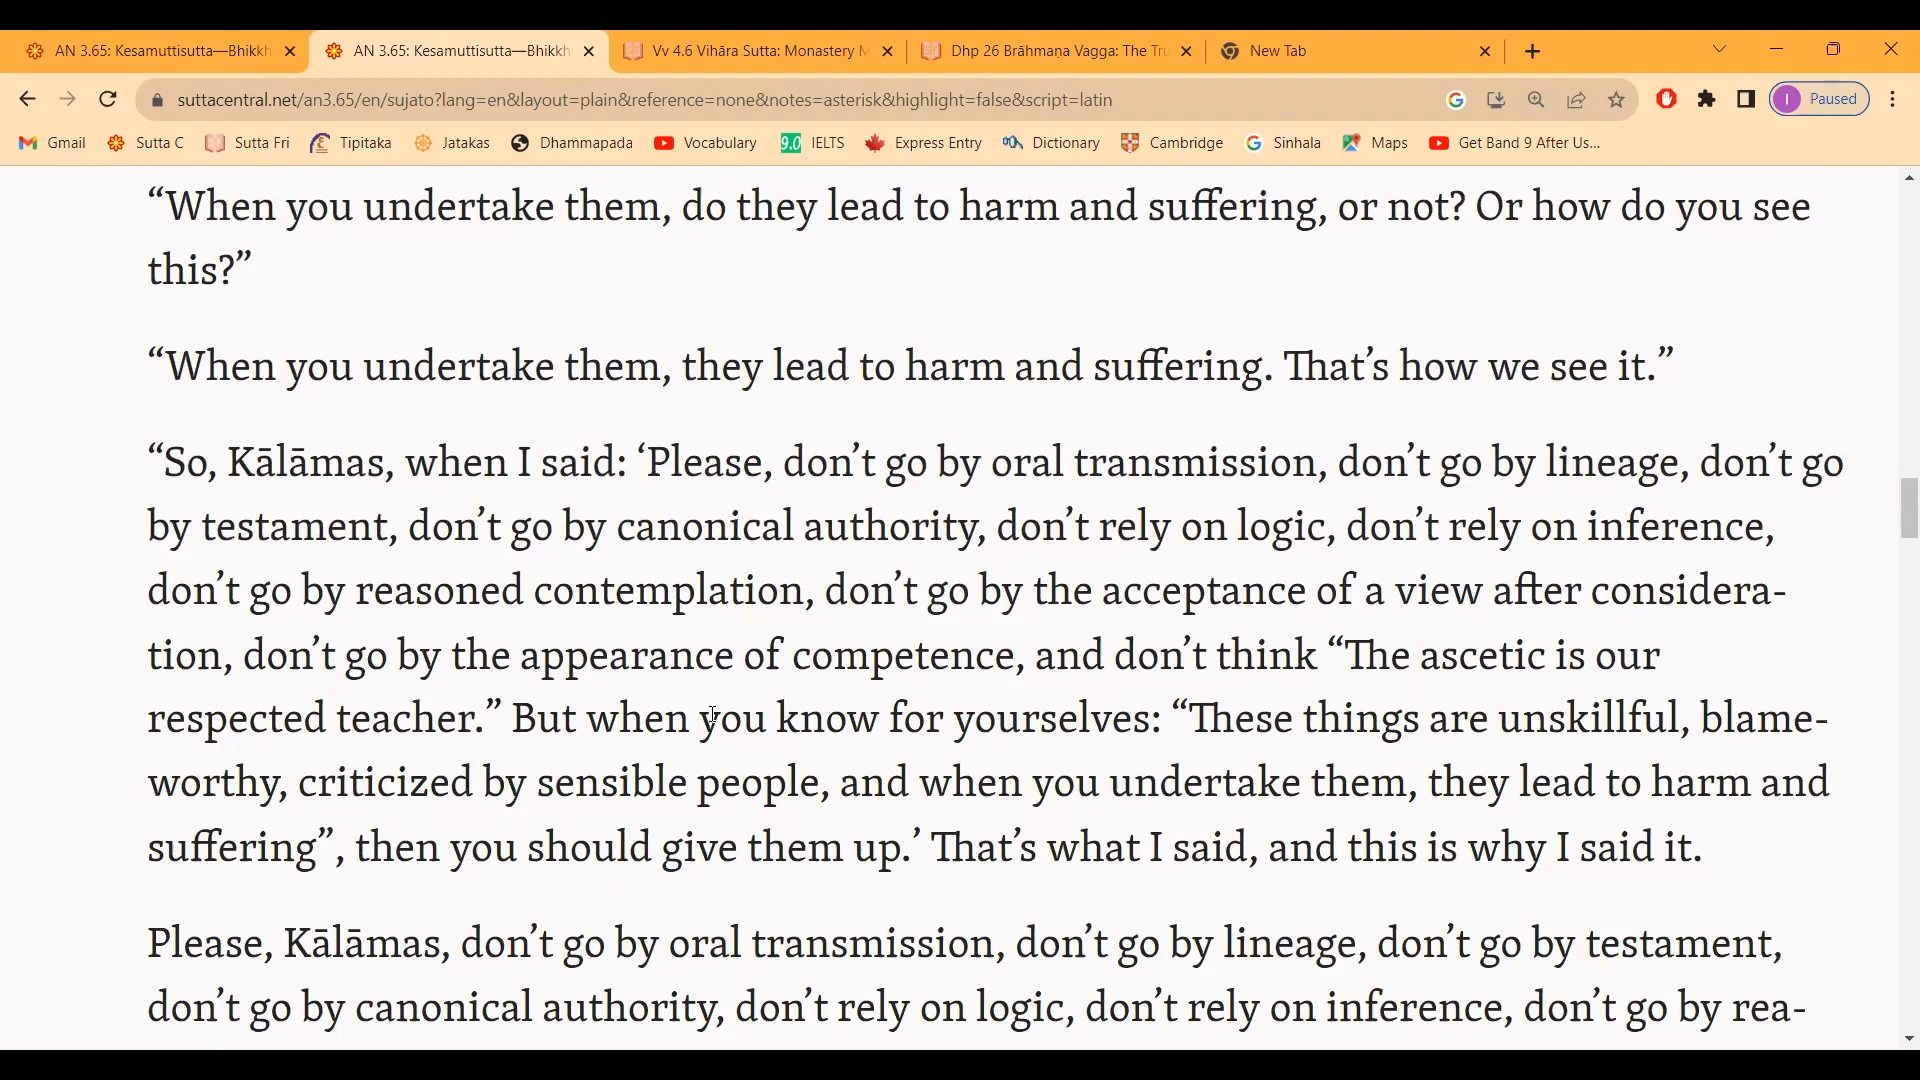 AN 3.65: Kesamuttisutta—Bhikkh
AN 3.65: Kesamuttisutta—Bhikkh
Vv 4.6 Vihāra Sutta: Monastery M
Dhp 26 Brāhmaṇa Vagga: The Tru
New Tab
suttacentral.net/an3.65/en/sujato?lang=en&layout=plain&reference=none&notes=asterisk&highlight=false&script=latin
I Paused
Gmail Sutta C Sutta Fri Tipitaka Jatakas Dhammapada Vocabulary 9.0 IELTS Express Entry Dictionary Cambridge Sinhala Maps Get Band 9 After Us...
“When you undertake them, do they lead to harm and suffering, or not? Or how do you see
this?”
“When you undertake them, they lead to harm and suffering. That’s how we see it.”
“So, Kālāmas, when I said: ‘Please, don’t go by oral transmission, don’t go by lineage, don’t go
by testament, don’t go by canonical authority, don’t rely on logic, don’t rely on inference,
don’t go by reasoned contemplation, don’t go by the acceptance of a view after considera-
tion, don’t go by the appearance of competence, and don’t think “The ascetic is our
respected teacher.” But when you know for yourselves: “These things are unskillful, blame-
worthy, criticized by sensible people, and when you undertake them, they lead to harm and
suffering”, then you should give them up.’ That’s what I said, and this is why I said it.
Please, Kālāmas, don’t go by oral transmission, don’t go by lineage, don’t go by testament,
don’t go by canonical authority, don’t rely on logic, don’t rely on inference, don’t go by rea-